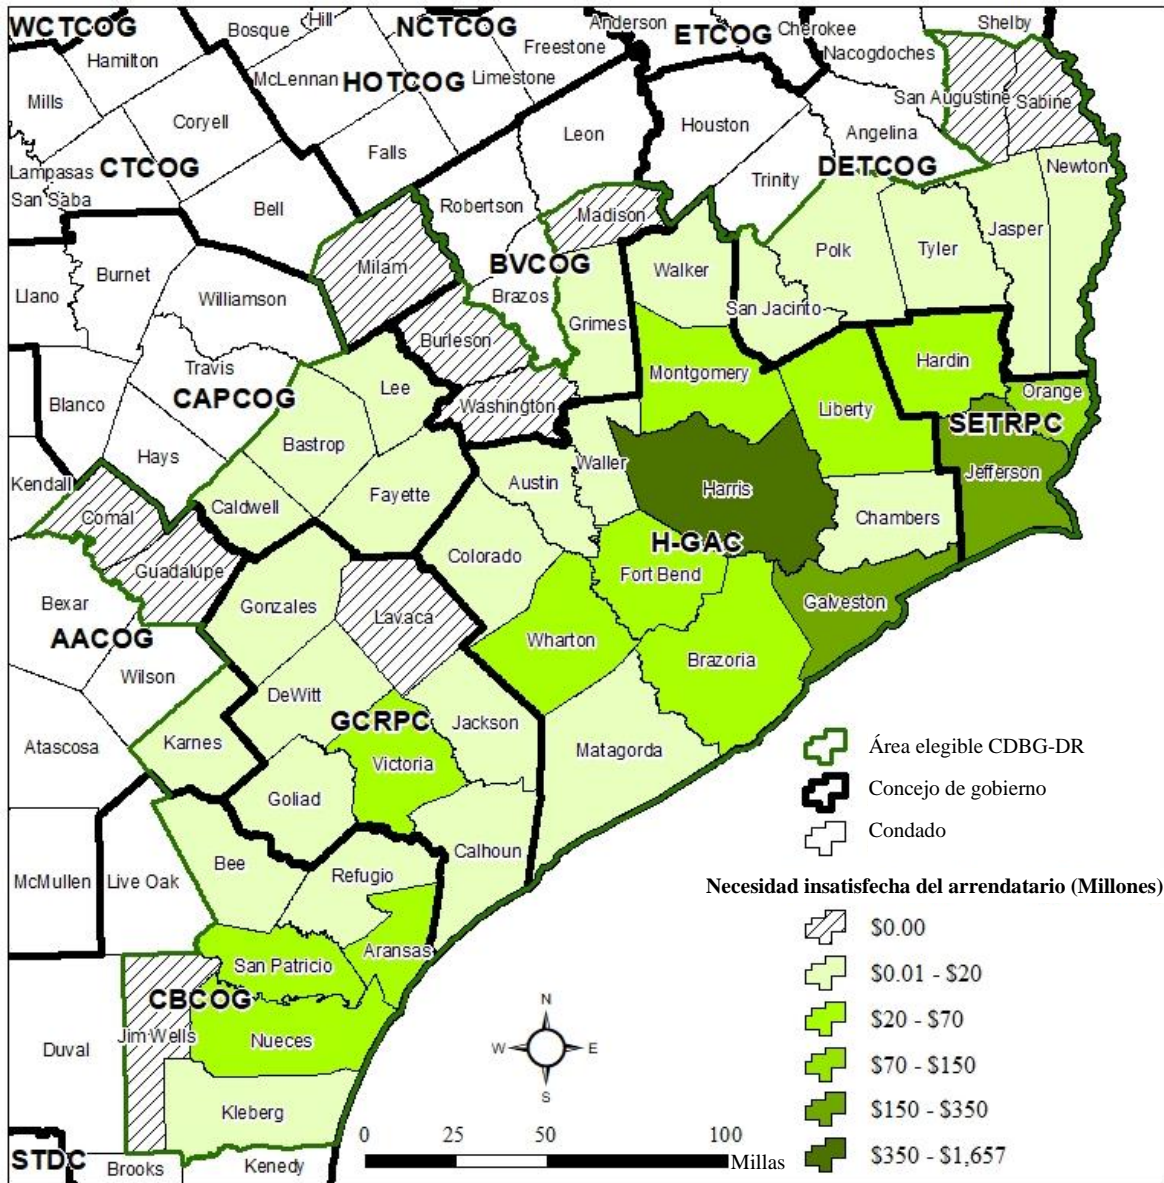 WCTCOG
Bosque
Hill
NCTCOG
Anderson
ETCOG
Cherokee
Shelby
Hamilton
Freestone
Nacogdoches
McLennan
HOTCOG
Limestone
Mills
San Augustine
Sabine
Coryell
Leon
Houston
Angelina
Falls
Lampasas
CTCOG
DETCOG
Newton
San Saba
Trinity
Bell
Robertson
Madison
Jasper
Polk
Tyler
Milam
BVCOG
Walker
Burnet
Llano
Williamson
Brazos
San Jacinto
Grimes
Burleson
Travis
Hardin
Montgomery
Lee
Orange
Blanco
CAPCOG
Washington
Liberty
SETRPC
Bastrop
Hays
Waller
Jefferson
Kendall
Austin
Harris
Fayette
Caldwell
Comal
Chambers
H-GAC
Colorado
Guadalupe
Fort Bend
Bexar
Gonzales
Galveston
Lavaca
AACOG
Wharton
Brazoria
Wilson
DeWitt
GCRPC
Jackson
Karnes
Atascosa
Matagorda
Victoria
Área elegible CDBG-DR
Goliad
Concejo de gobierno
Condado
Calhoun
Bee
Refugio
McMullen
Live Oak
Necesidad insatisfecha del arrendatario (Millones)
$0.00
Aransas
San Patricio
$0.01 - $20
CBCOG
N
$20 - $70
Jim Wells
Nueces
Duval
W
E
$70 - $150
S
Kleberg
$150 - $350
0
25
50
100
Millas
$350 - $1,657
STDC
Brooks
Kenedy